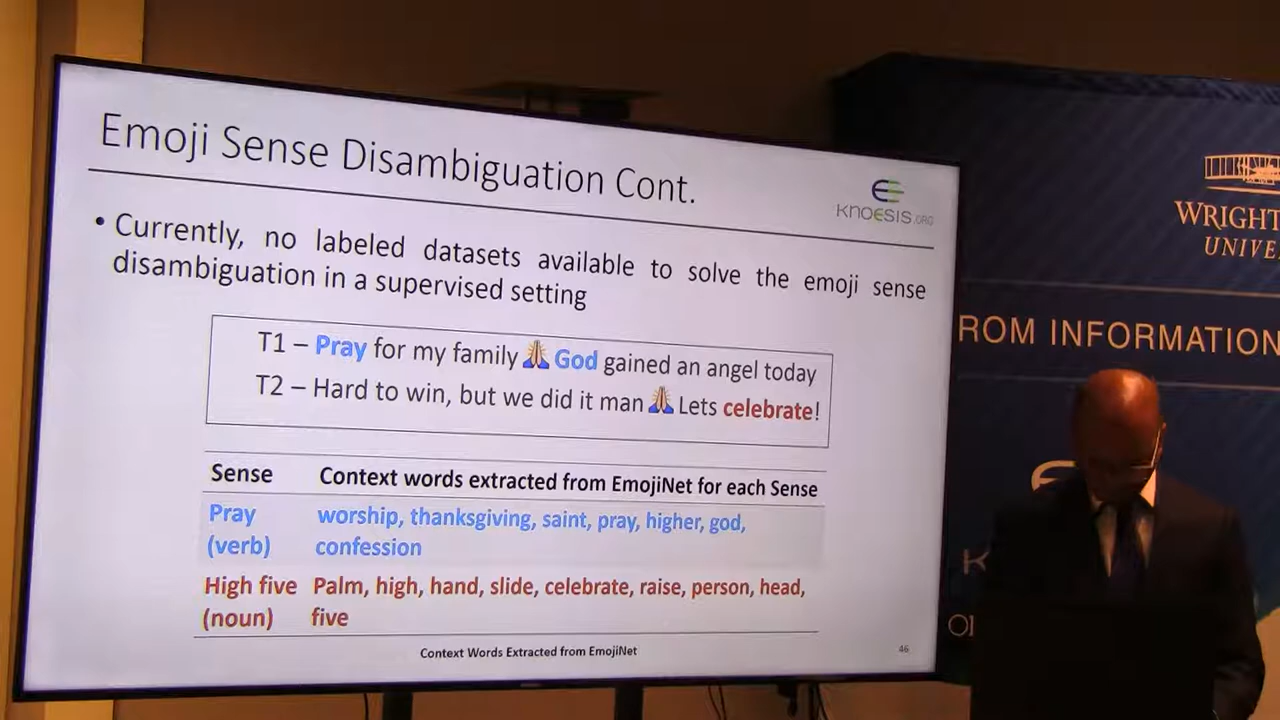 Emoji Sense Disambiguation Cont.
KNOESIS.ORG
• Currently, no labeled datasets available to solve the emoji sense
disambiguation in a supervised setting
T1 – Pray for my family 🙏 God gained an angel today
T2 – Hard to win, but we did it man 🙏 Lets celebrate!
Sense Context words extracted from EmojiNet for each Sense
Pray worship, thanksgiving, saint, pray, higher, god,
(verb) confession
High five Palm, high, hand, slide, celebrate, raise, person, head,
(noun) five
Context Words Extracted from EmojiNet
46
WRIGHT
UNIVE
ROM INFORMATION
K